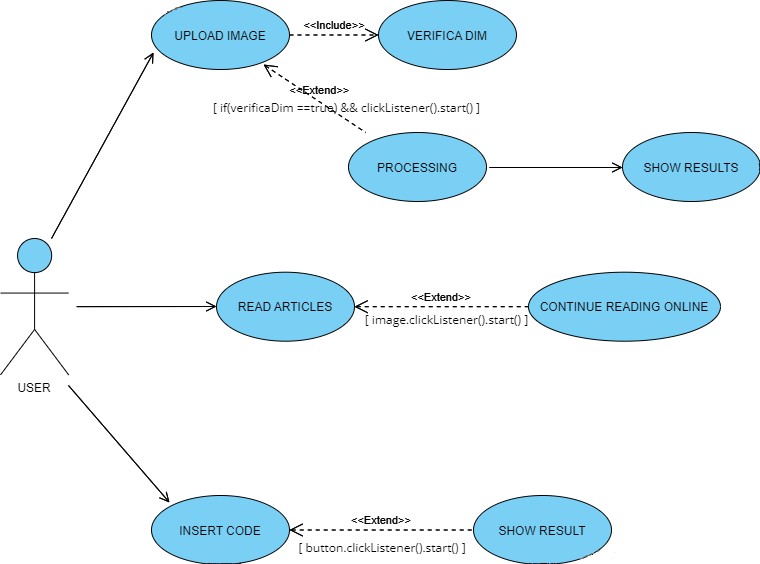 <<Include>>
UPLOAD IMAGE
VERIFICA DIM
<<Extend>>
[ if(verificaDim ==true) && clickListener().start() ]
PROCESSING
SHOW RESULTS
<<Extend>>
READ ARTICLES
CONTINUE READING ONLINE
[ image.clickListener().start() ]
USER
<<Extend>>
INSERT CODE
SHOW RESULT
[ button.clickListener().start() ]